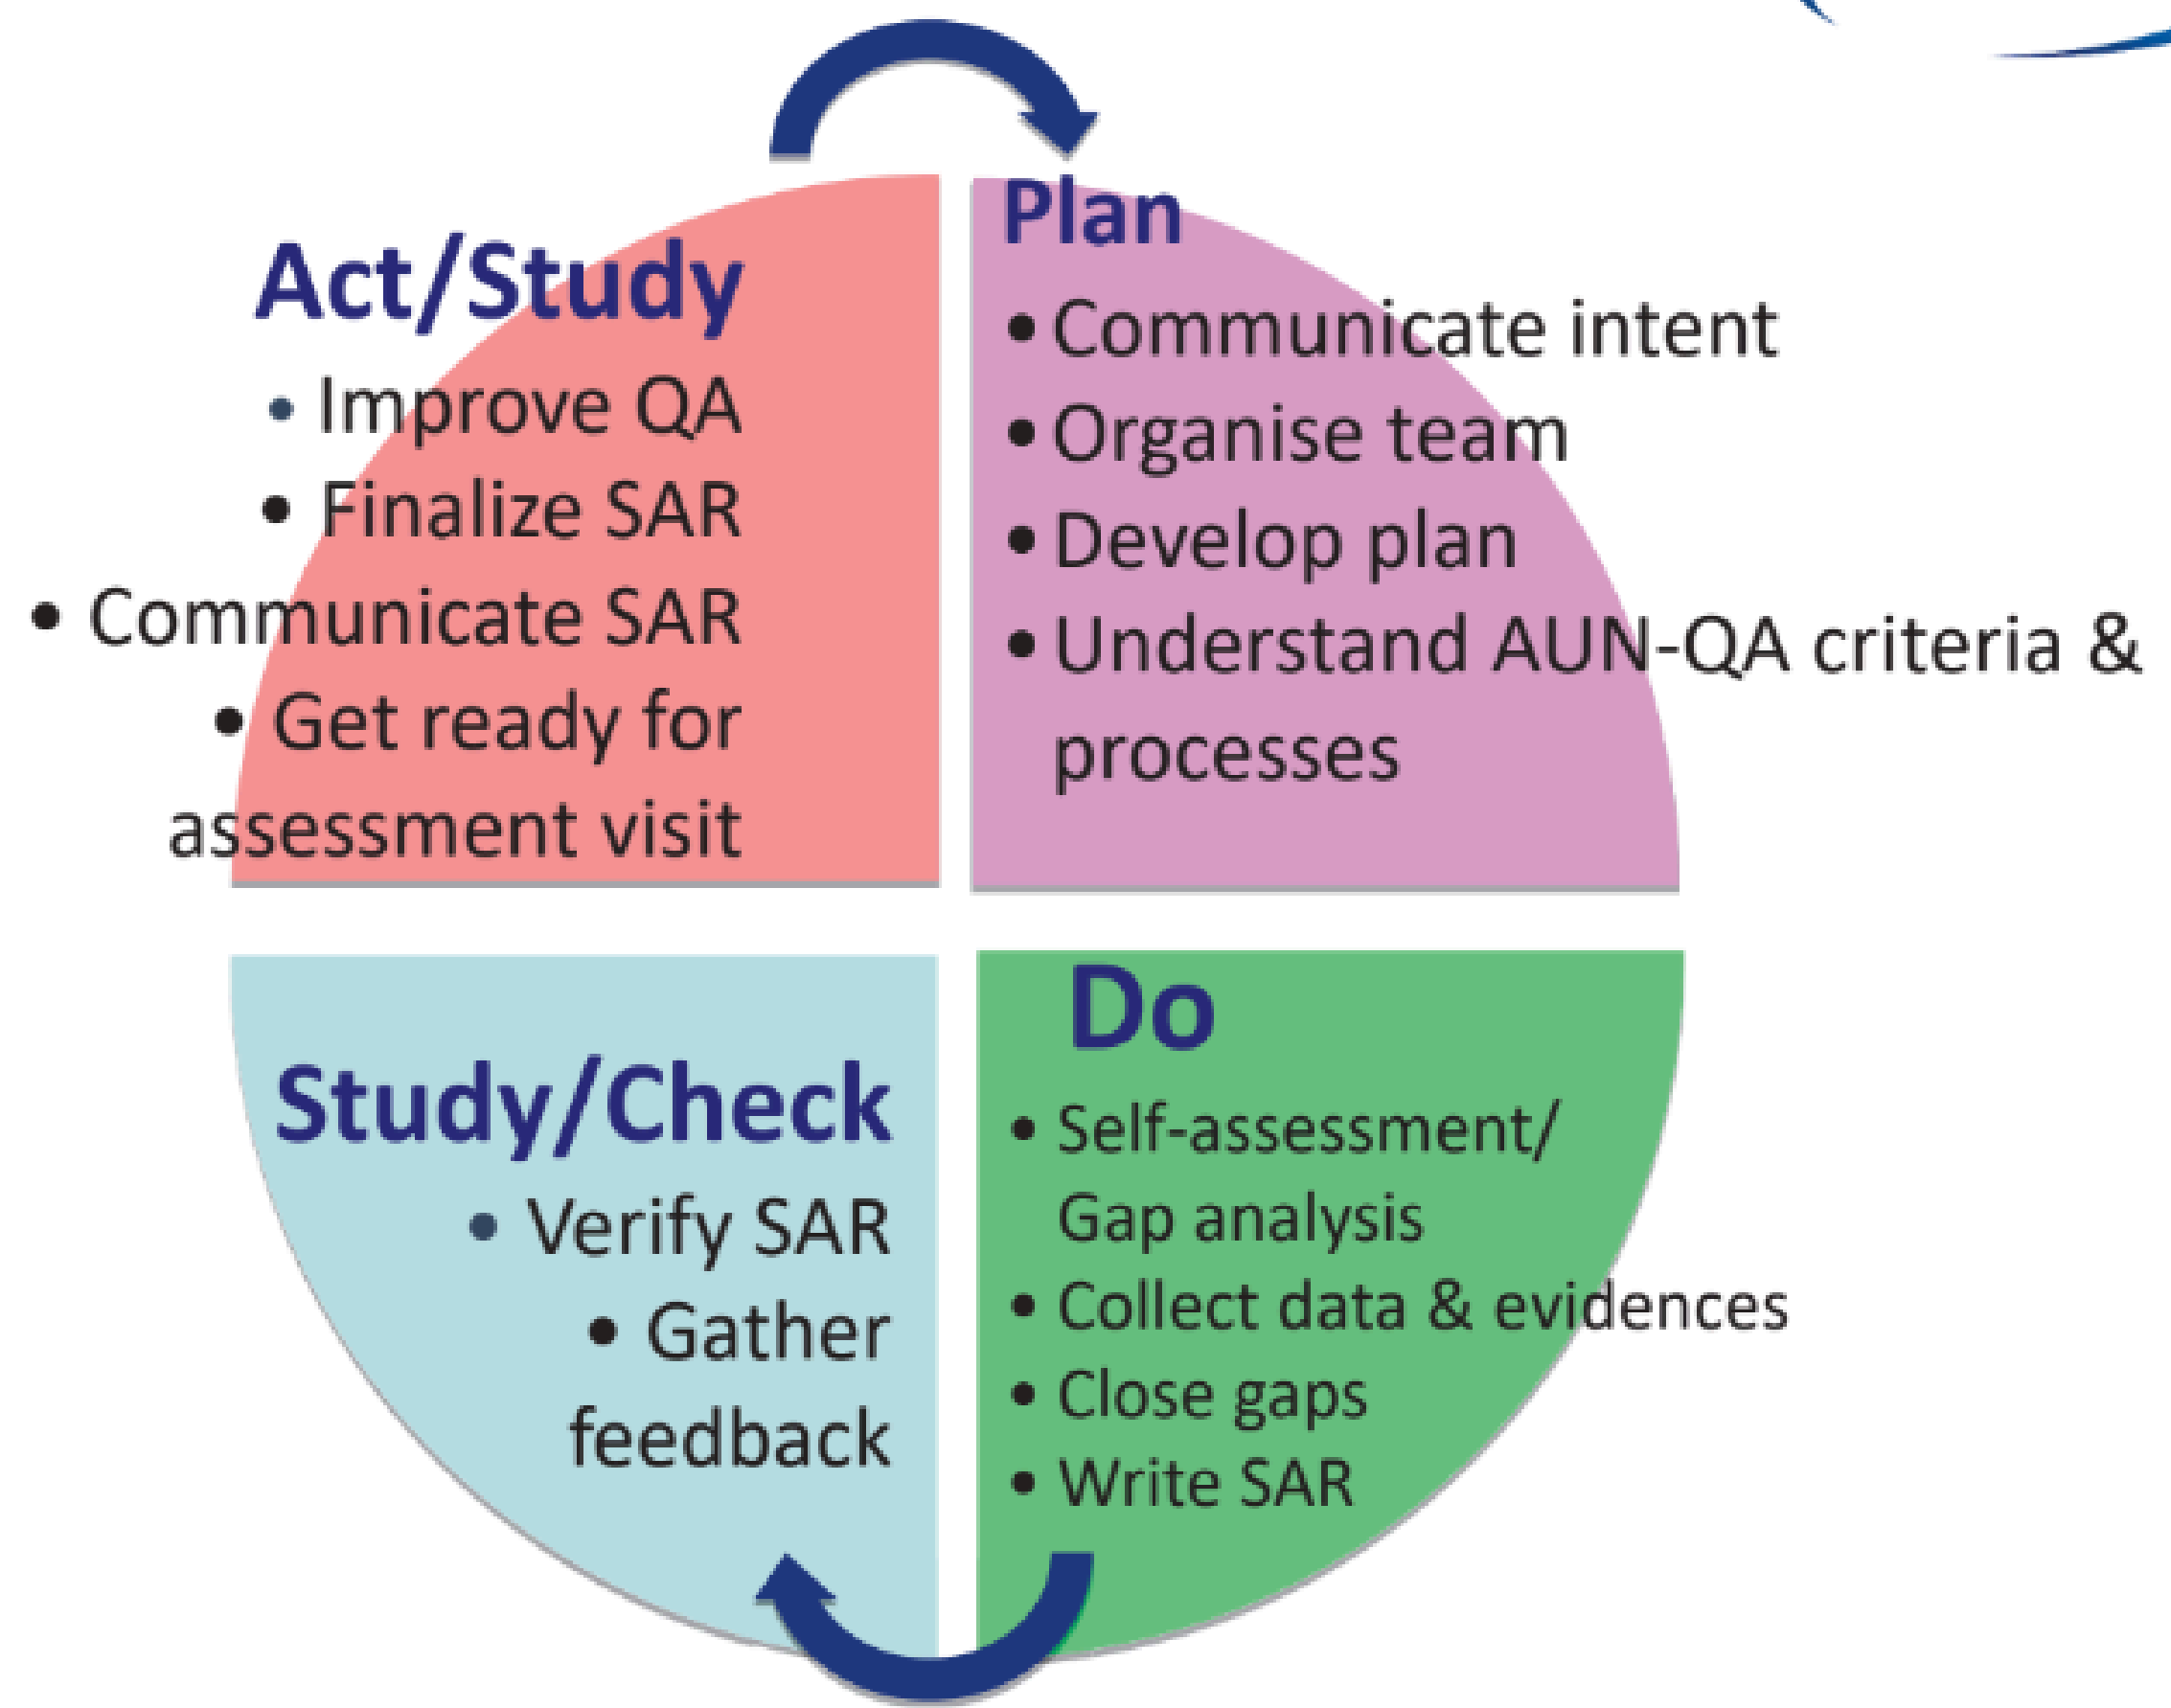 Act/Study
• Improve QA
• Finalize SAR
• Communicate SAR
• Get ready for
assessment visit
Plan
• Communicate intent
• Organise team
• Develop plan
• Understand AUN-QA criteria &
processes
Study/Check
• Verify SAR
• Gather
feedback
Do
• Self-assessment/
Gap analysis
• Collect data & evidences
• Close gaps
• Write SAR